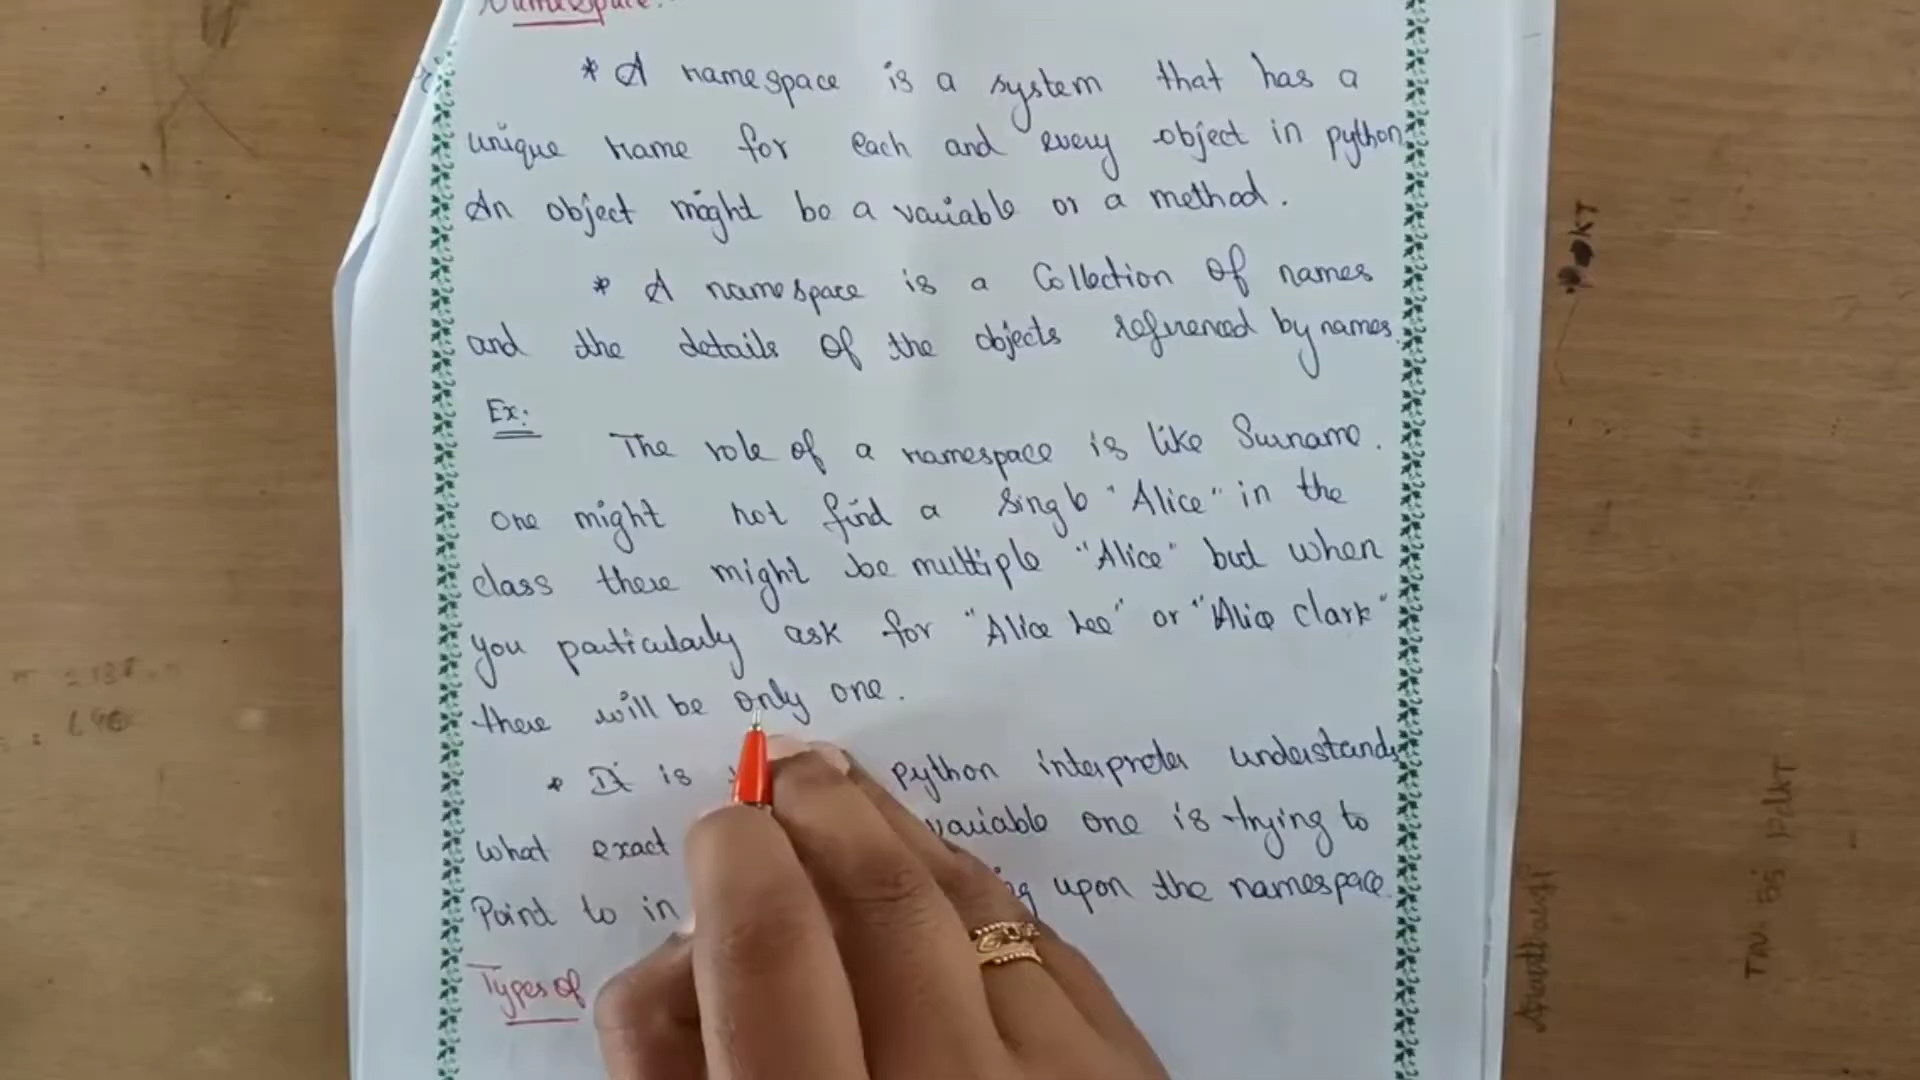 Namespace:
* A namespace is a system that has a
unique name for each and every object in python
An object might be a variable or a method.
* A namespace is a Collection of names
and the details of the objects referenced by names.
Ex:
The role of a namespace is like Surname.
one might not find a single "Alice" in the
class there might be multiple "Alice" but when
you particularly ask for "Alice Lee" or "Alice Clark"
there will be only one.
* It is python interpreter understands
what exact variable one is trying to
Point to in upon the namespace.
Types of